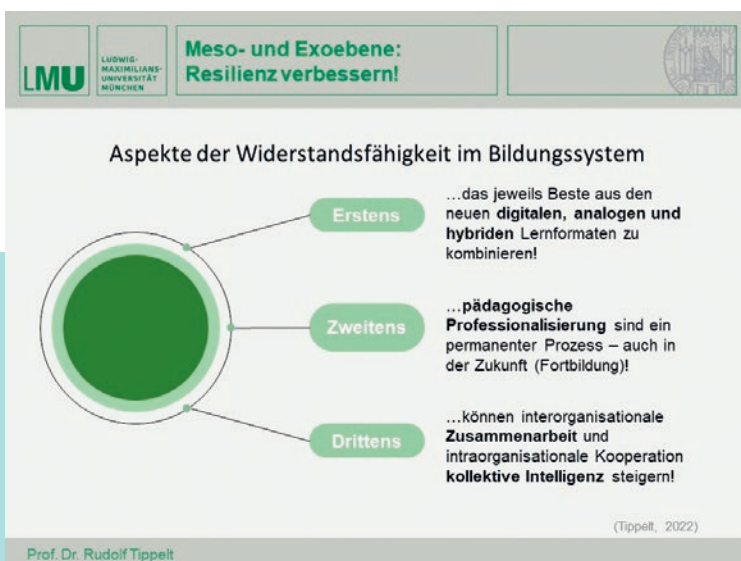 LMU
LUDWIG-
MAXIMILIANS-
UNIVERSITÄT
MÜNCHEN
Meso- und Exoebene:
Resilienz verbessern!
Aspekte der Widerstandsfähigkeit im Bildungssystem
Erstens
…das jeweils Beste aus den
neuen digitalen, analogen und
hybriden Lernformaten zu
kombinieren!
Zweitens
…pädagogische
Professionalisierung sind ein
permanenter Prozess – auch in
der Zukunft (Fortbildung)!
Drittens
…können interorganisationale
Zusammenarbeit und
intraorganisationale Kooperation
kollektive Intelligenz steigern!
(Tippelt, 2022)
Prof. Dr. Rudolf Tippelt